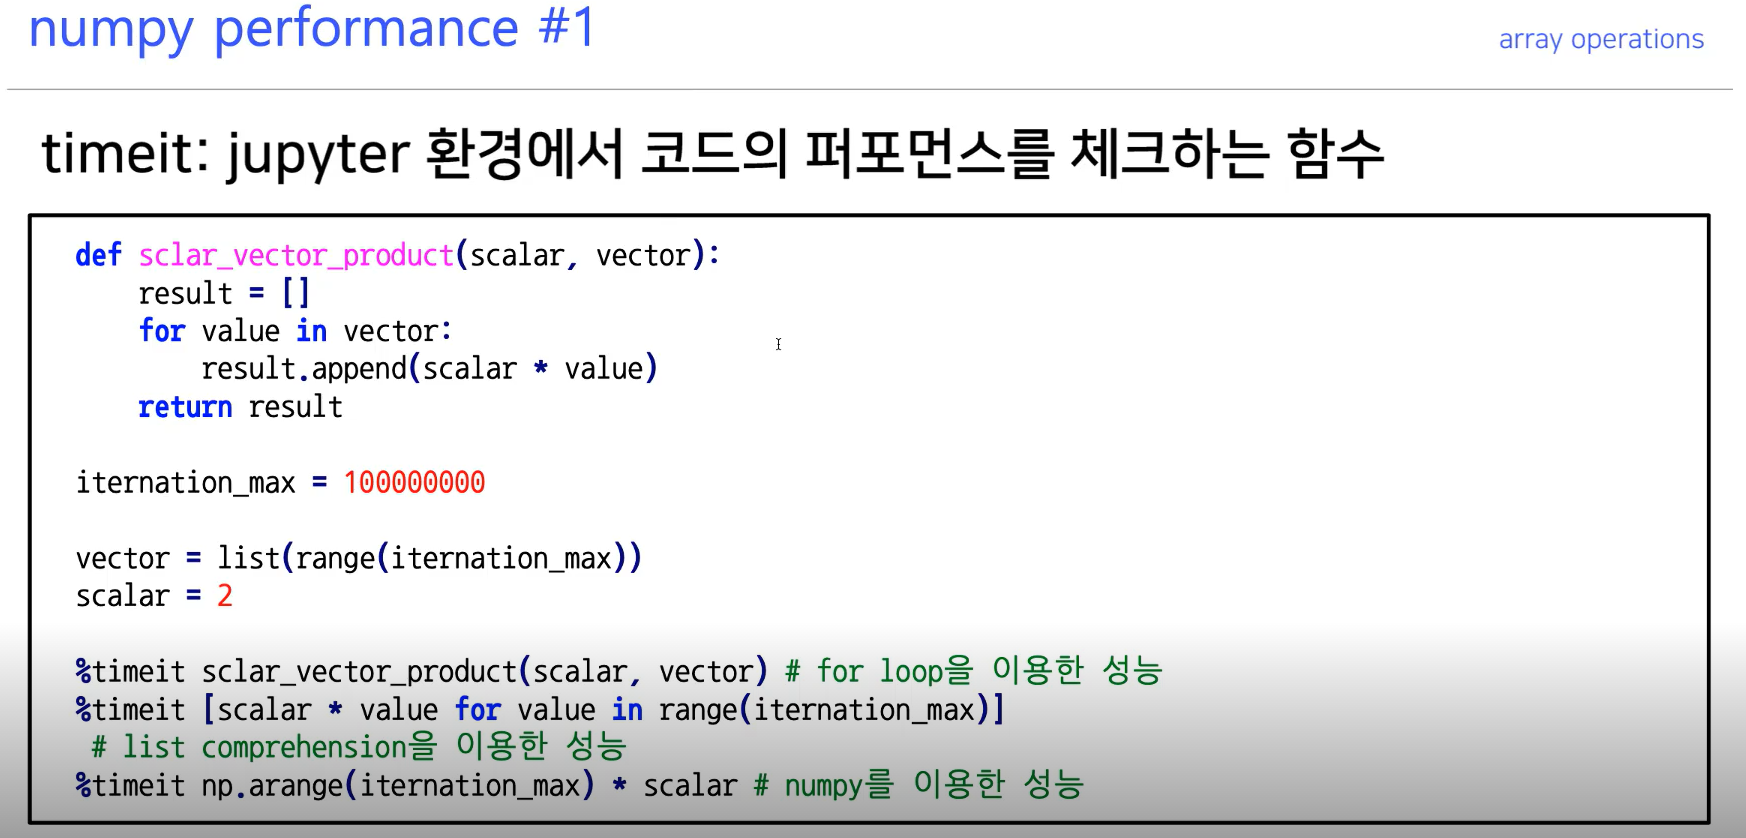 numpy performance #1
array operations
timeit: jupyter 환경에서 코드의 퍼포먼스를 체크하는 함수
def sclar_vector_product(scalar, vector):
    result = []
    for value in vector:
        result.append(scalar * value)
    return result
iternation_max = 100000000
vector = list(range(iternation_max))
scalar = 2
%timeit sclar_vector_product(scalar, vector) # for loop을 이용한 성능
%timeit [scalar * value for value in range(iternation_max)]
 # list comprehension을 이용한 성능
%timeit np.arange(iternation_max) * scalar # numpy를 이용한 성능